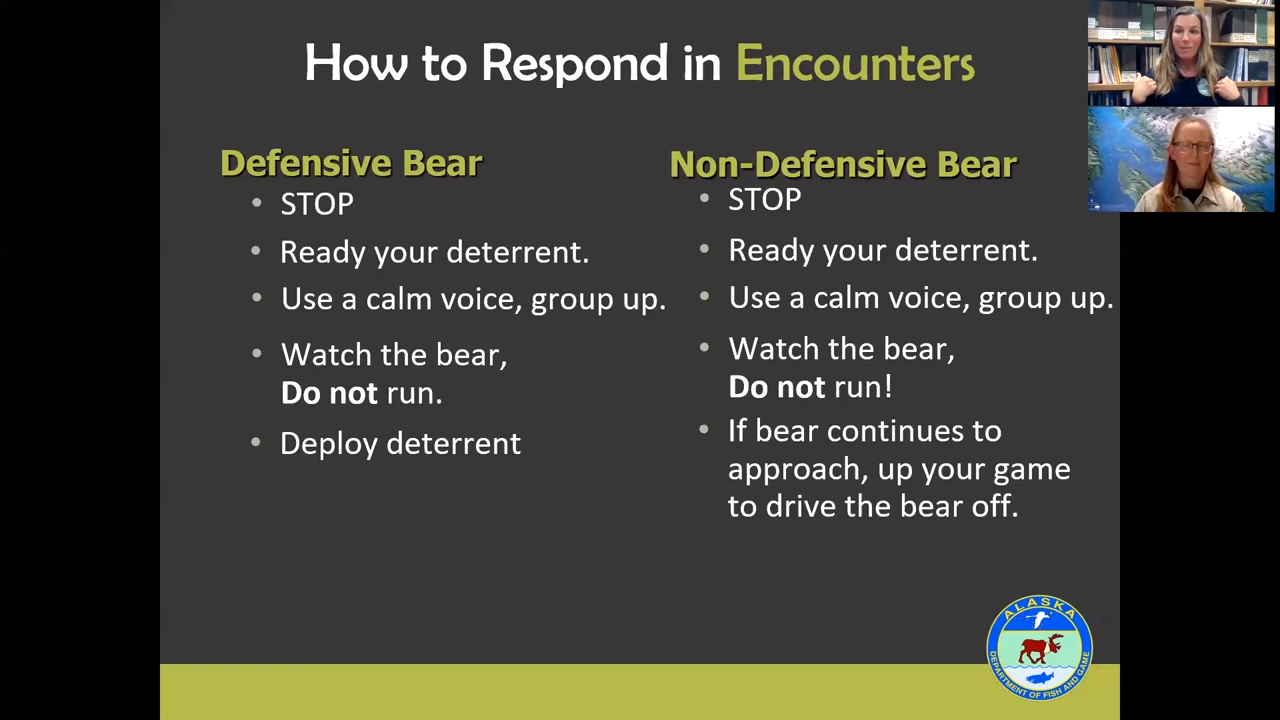 How to Respond in Encounters
Defensive Bear
• STOP
• Ready your deterrent.
• Use a calm voice, group up.
• Watch the bear,
Do not run.
• Deploy deterrent
Non-Defensive Bear
• STOP
• Ready your deterrent.
• Use a calm voice, group up.
• Watch the bear,
Do not run!
• If bear continues to
approach, up your game
to drive the bear off.
ALASKA
DEPARTMENT OF FISH AND GAME